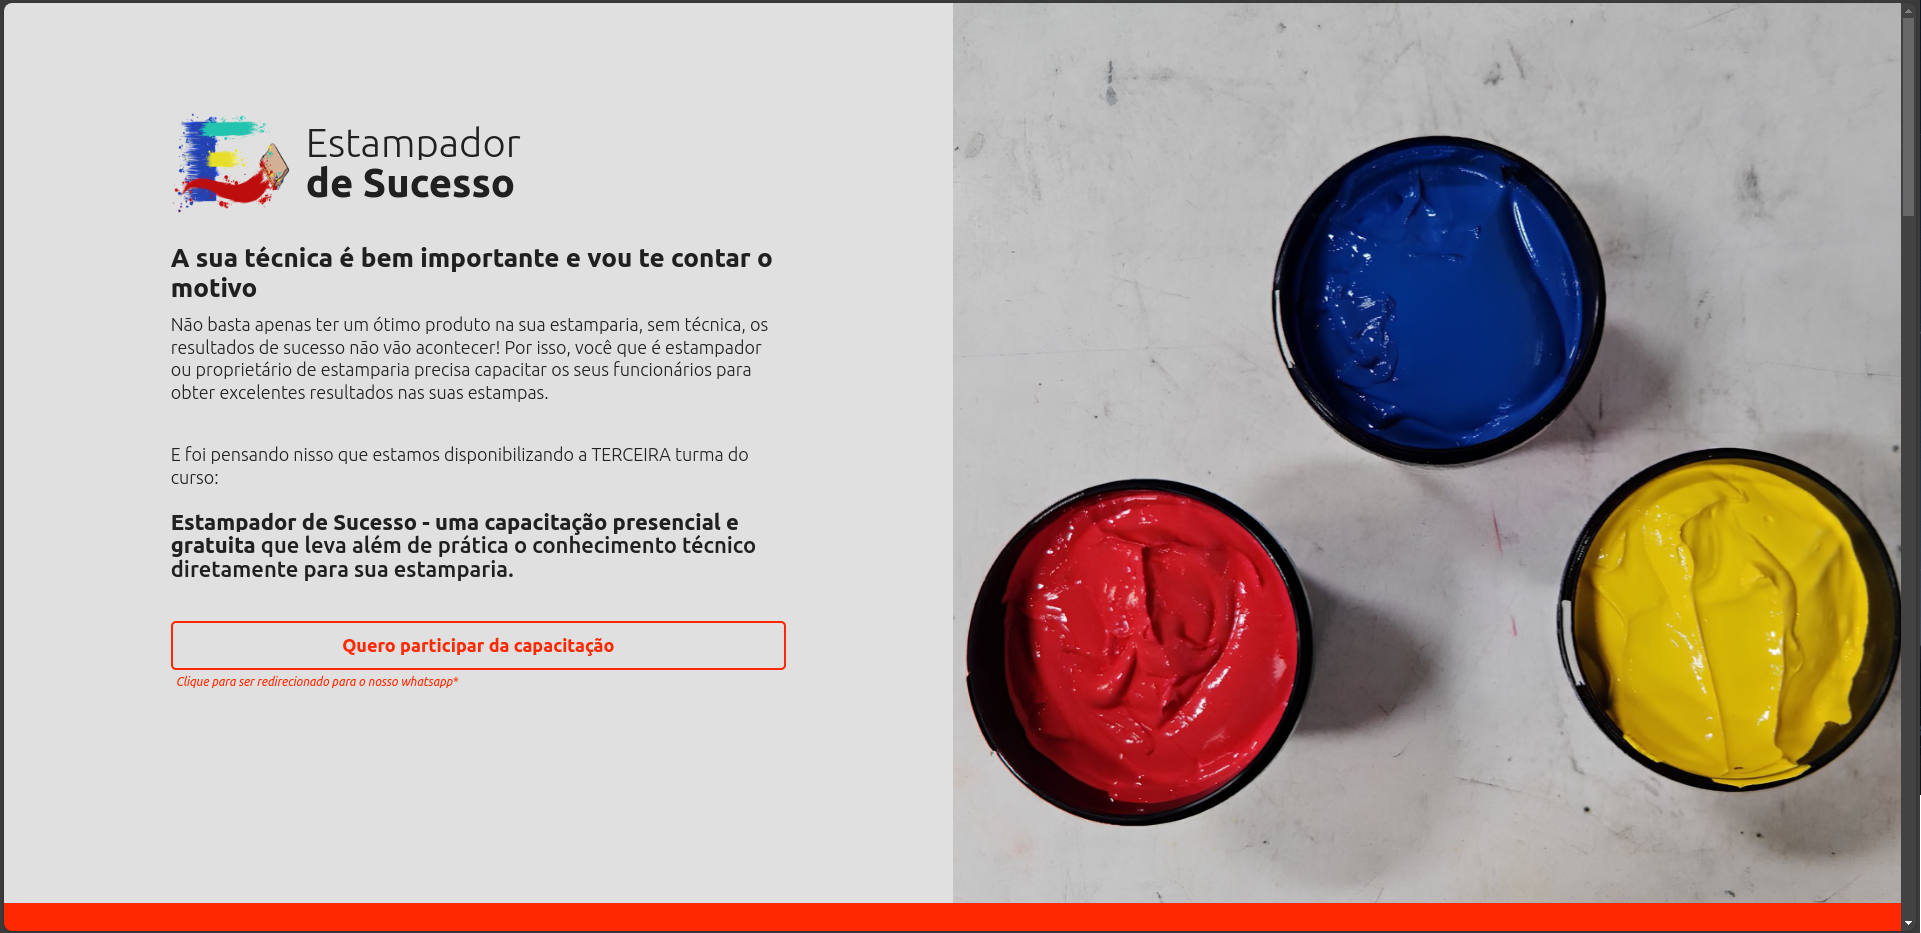 Estampador
de Sucesso
A sua técnica é bem importante e vou te contar o
motivo
Não basta apenas ter um ótimo produto na sua estamparia, sem técnica, os
resultados de sucesso não vão acontecer! Por isso, você que é estampador
ou proprietário de estamparia precisa capacitar os seus funcionários para
obter excelentes resultados nas suas estampas.
E foi pensando nisso que estamos disponibilizando a TERCEIRA turma do
curso:
Estampador de Sucesso - uma capacitação presencial e
gratuita que leva além de prática o conhecimento técnico
diretamente para sua estamparia.
Quero participar da capacitação
Clique para ser redirecionado para o nosso whatsapp*